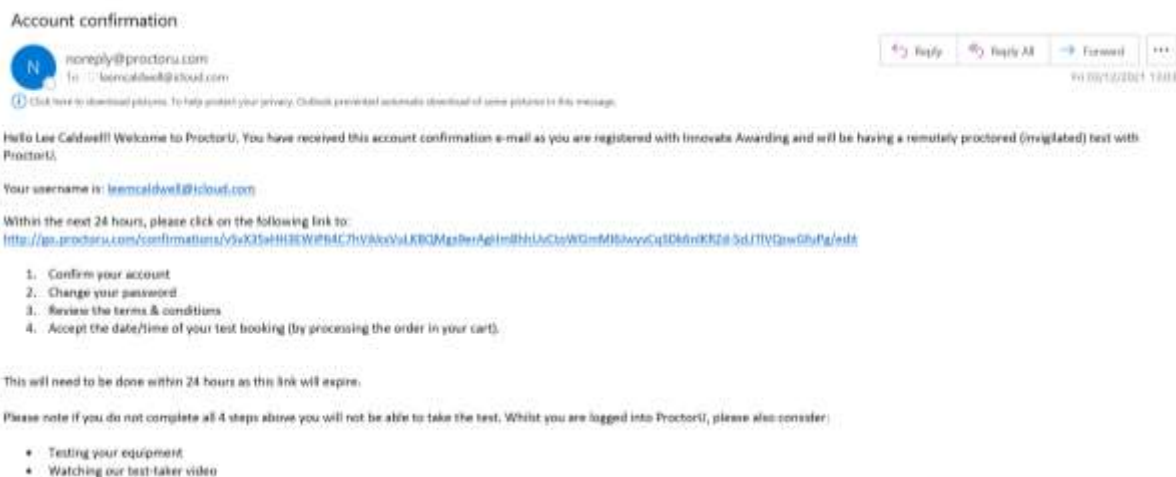 Account confirmation
N
noreply@proctoru.com
To leemcaldwell@icloud.com
Reply
Reply All
Forward
Click here to download pictures. To help protect your privacy, Outlook prevented automatic download of some pictures in this message.
Hello Lee Caldwell! Welcome to ProctorU. You have received this account confirmation e-mail as you are registered with Innovate Awarding and will be having a remotely proctored (invigilated) test with
ProctorU.
Your username is: leemcaldwell@icloud.com
Within the next 24 hours, please click on the following link to:
1. Confirm your account
2. Change your password
3. Review the terms & conditions
4. Accept the date/time of your test booking (by processing the order in your cart).
This will need to be done within 24 hours as this link will expire.
Please note if you do not complete all 4 steps above you will not be able to take the test. Whilst you are logged into ProctorU, please also consider:
• Testing your equipment
• Watching our test-taker video